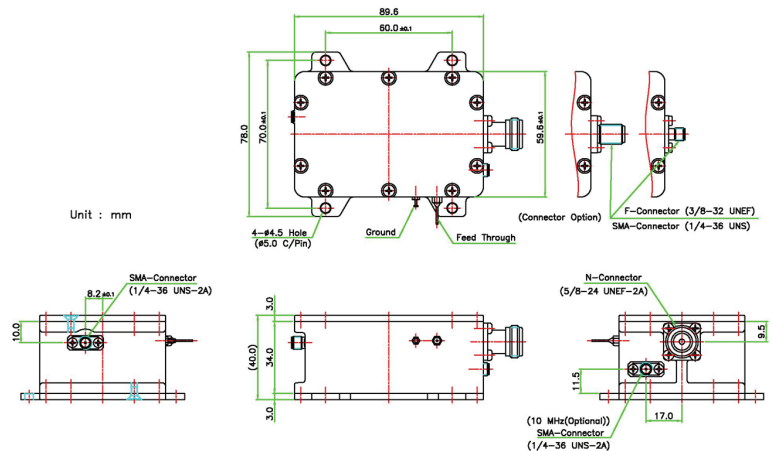 89.6
60.0±0.1
78.0
70.0±0.1
59.6±0.1
Unit : mm
4-ø4.5 Hole
(ø5.0 C/Pin)
Ground
Feed Through
(Connector Option)
F-Connector (3/8-32 UNEF)
SMA-Connector (1/4-36 UNS)
SMA-Connector
(1/4-36 UNS-2A)
8.2±0.1
10.0
3.0
(40.0)
34.0
3.0
N-Connector
(5/8-24 UNEF-2A)
9.5
11.5
17.0
(10 MHz(Optional))
SMA-Connector
(1/4-36 UNS-2A)